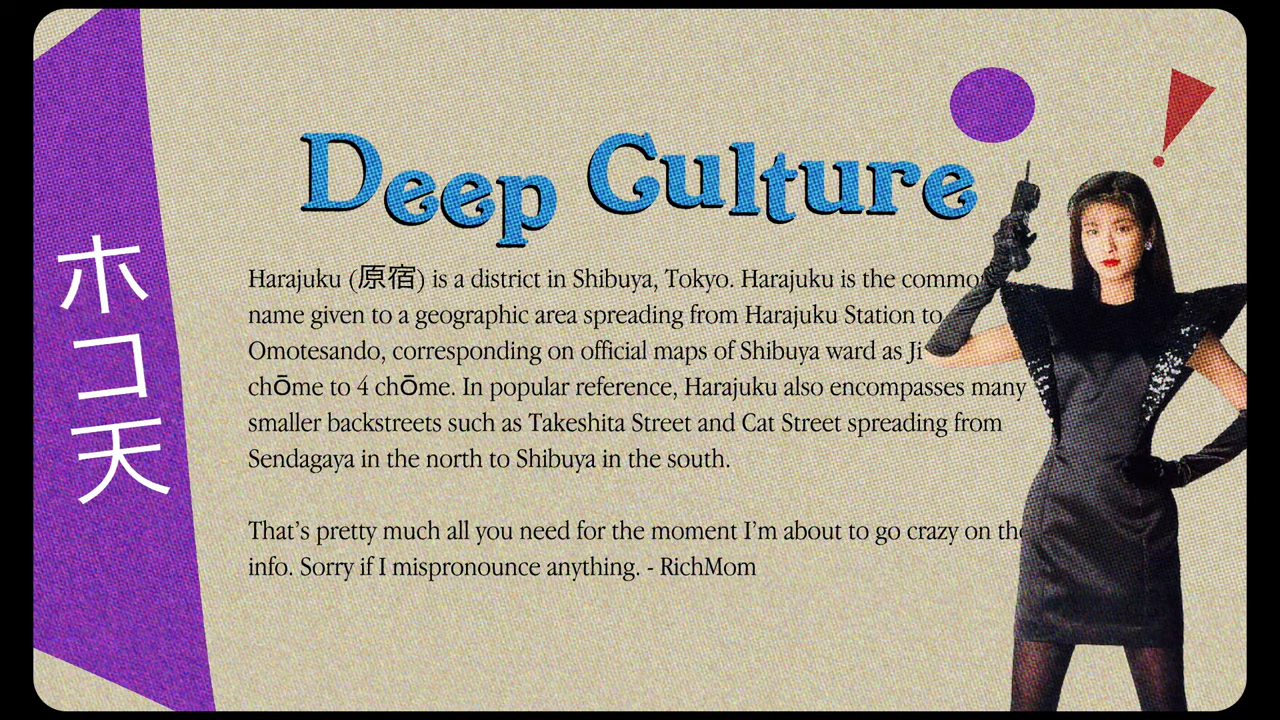 Deep Culture
ホコ天
Harajuku (原宿) is a district in Shibuya, Tokyo. Harajuku is the commo
name given to a geographic area spreading from Harajuku Station to
Omotesando, corresponding on official maps of Shibuya ward as Ji
chōme to 4 chōme. In popular reference, Harajuku also encompasses many
smaller backstreets such as Takeshita Street and Cat Street spreading from
Sendagaya in the north to Shibuya in the south.
That's pretty much all you need for the moment I'm about to go crazy on the
info. Sorry if I mispronounce anything. - RichMom